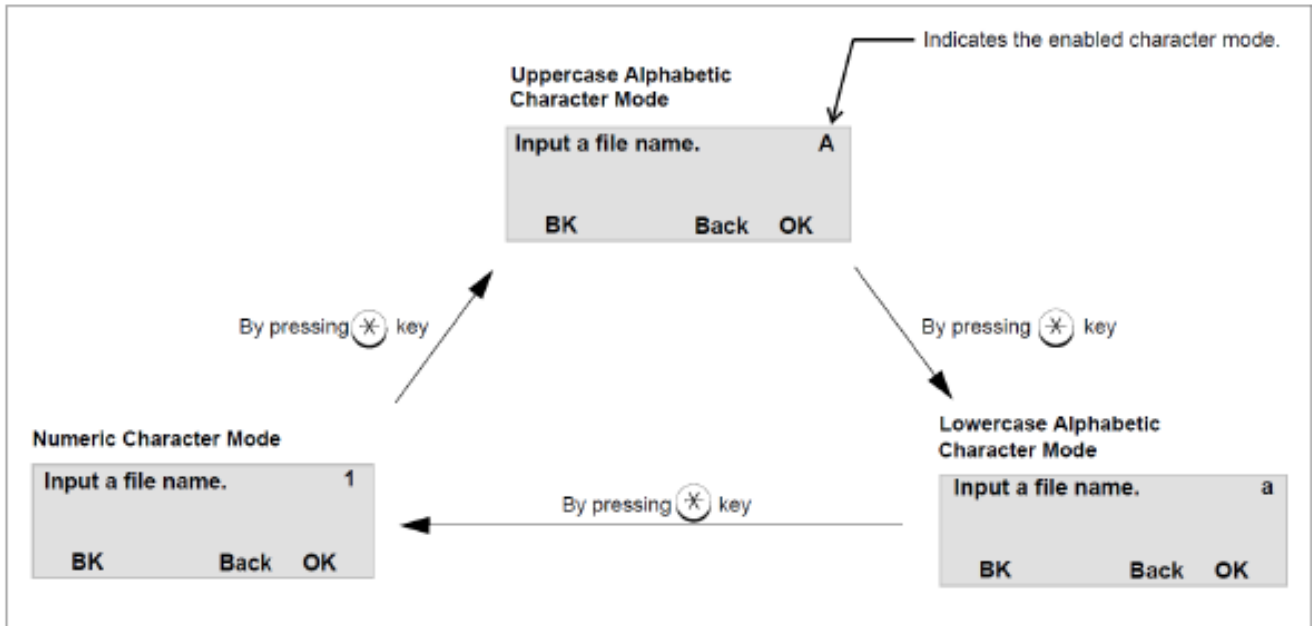 Indicates the enabled character mode.
Uppercase Alphabetic
Character Mode
Input a file name. A
BK Back OK
By pressing * key
By pressing * key
Numeric Character Mode
Input a file name. 1
BK Back OK
By pressing * key
Lowercase Alphabetic
Character Mode
Input a file name. a
BK Back OK